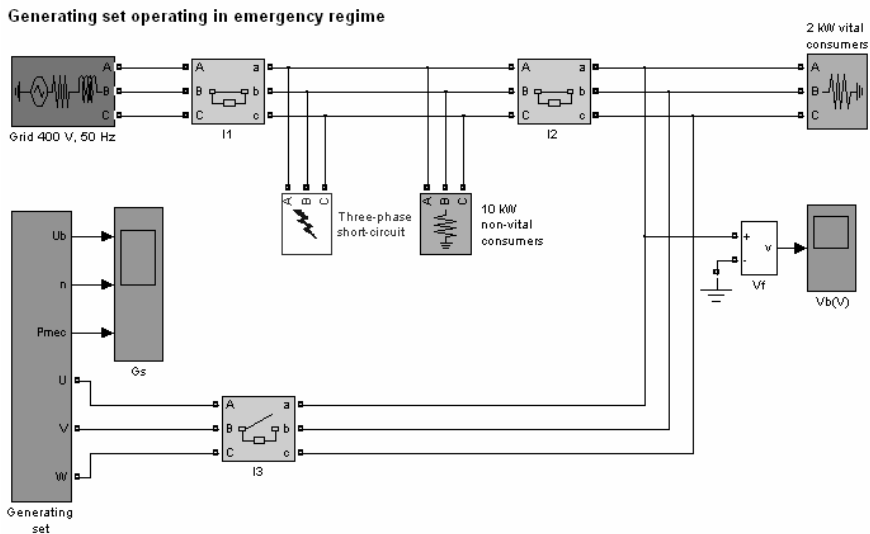 Generating set operating in emergency regime
2 kW vital
consumers
A
B
C
Grid 400 V, 50 Hz
A
B
C
a
b
c
I1
A
B
C
a
b
c
I2
A
B
C
A
B
C
Three-phase
short-circuit
A
B
C
10 kW
non-vital
consumers
Ub
n
Pmec
U
V
W
Generating
set
Gs
+
-
v
Vf
Vb(V)
A
B
C
a
b
c
I3